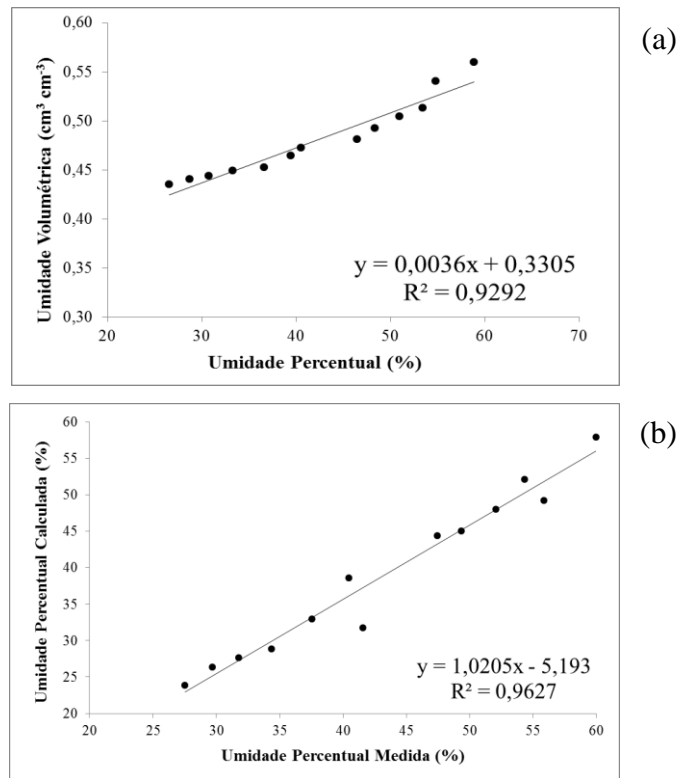 (a)
0,60
0,55
0,50
0,45
0,40
0,35
0,30
Umidade Volumétrica (cm³ cm⁻³)
y = 0,0036x + 0,3305
R² = 0,9292
20 30 40 50 60 70
Umidade Percentual (%)
(b)
60
55
50
45
40
35
30
25
20
Umidade Percentual Calculada (%)
y = 1,0205x - 5,193
R² = 0,9627
20 25 30 35 40 45 50 55 60
Umidade Percentual Medida (%)